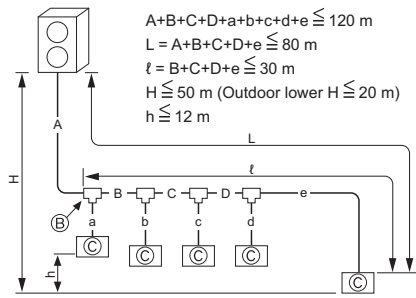 A+B+C+D+a+b+c+d+e ≦ 120 m
L = A+B+C+D+e ≦ 80 m
ℓ = B+C+D+e ≦ 30 m
H ≦ 50 m (Outdoor lower H ≦ 20 m)
h ≦ 12 m
A
L
H
ℓ
B C D e
Ⓑ a b c d
Ⓒ
Ⓒ Ⓒ Ⓒ
h
Ⓒ